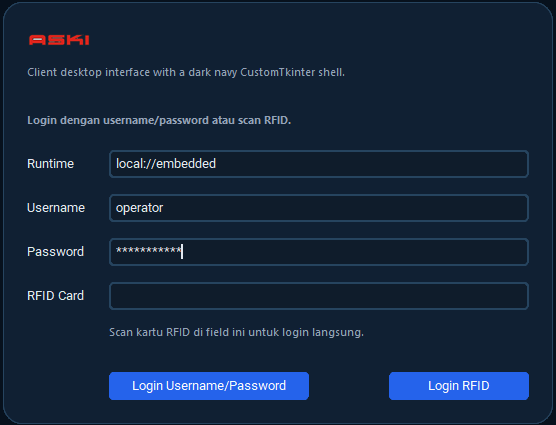 ASKI
Client desktop interface with a dark navy CustomTkinter shell.
Login dengan username/password atau scan RFID.
Runtime local://embedded
Username operator
Password ***********
RFID Card
Scan kartu RFID di field ini untuk login langsung.
Login Username/Password Login RFID